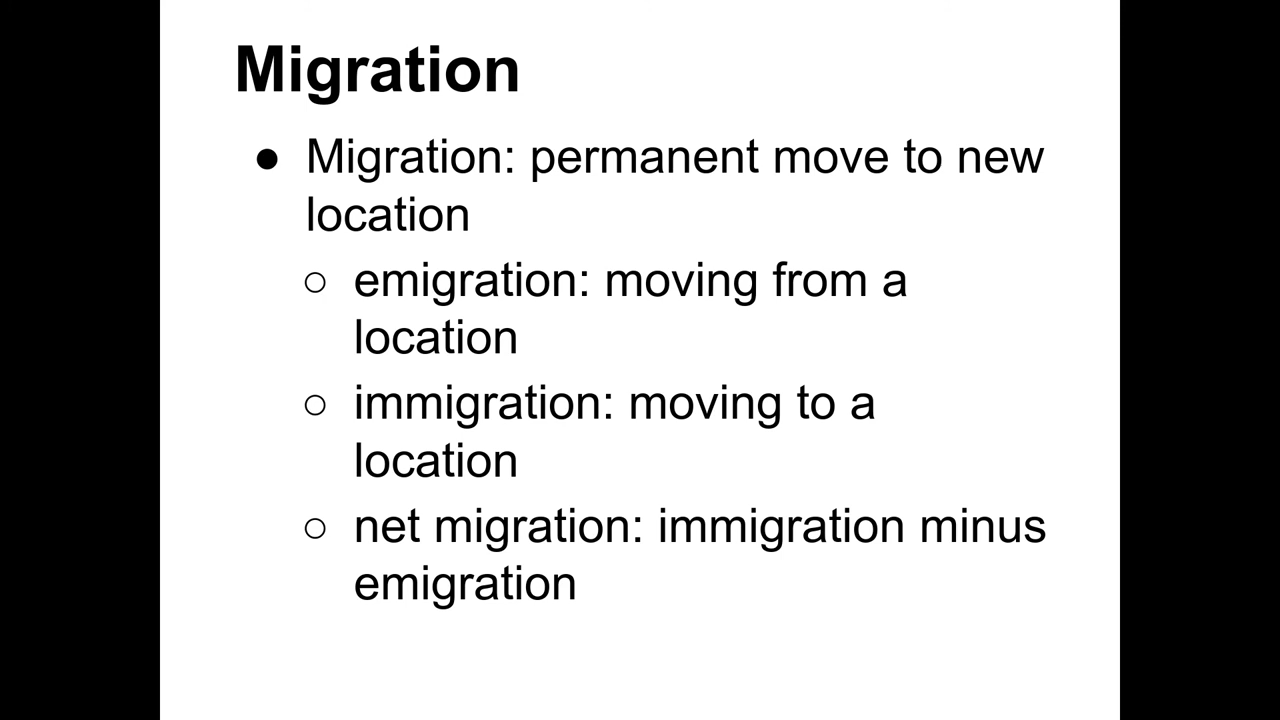 Migration
● Migration: permanent move to new
location
○ emigration: moving from a
location
○ immigration: moving to a
location
○ net migration: immigration minus
emigration